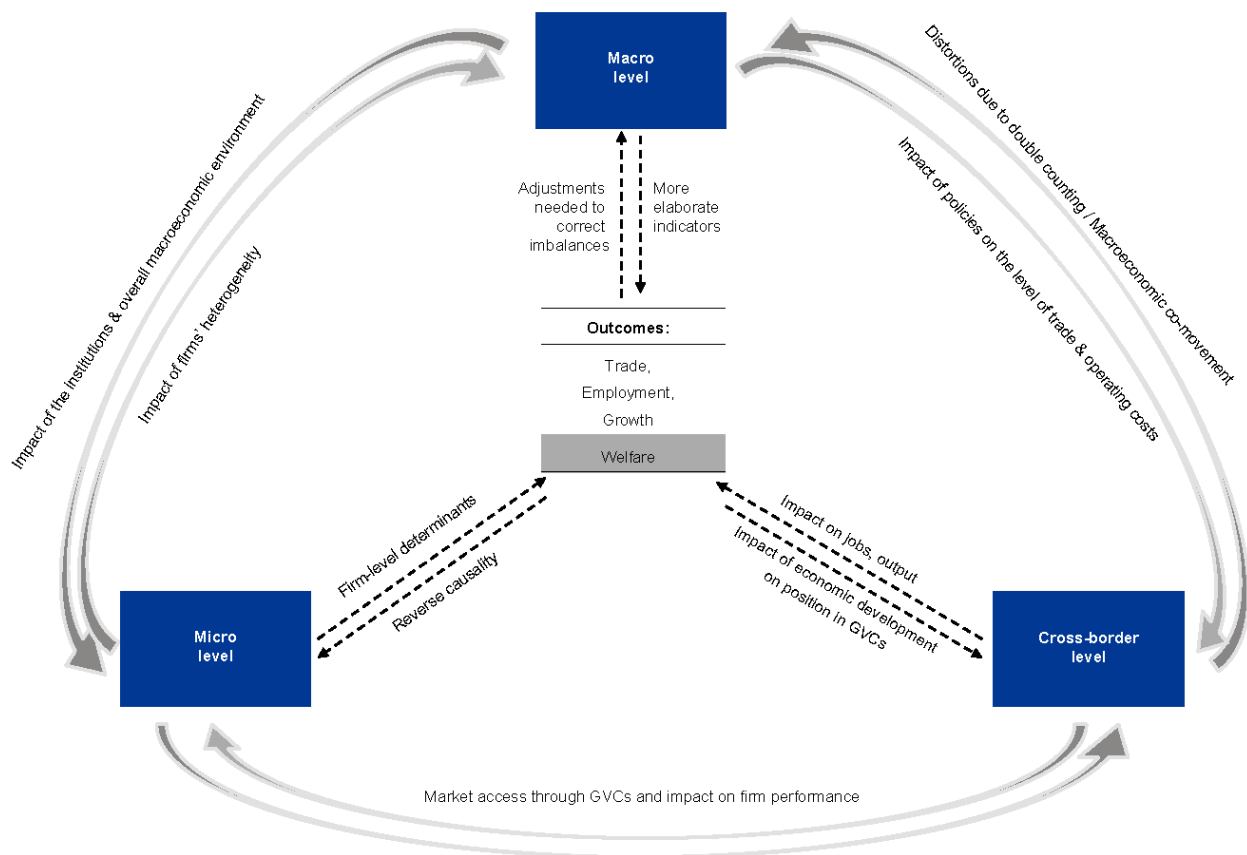 Macro
level
Distortions due to double counting / Macroeconomic co-movement
Impact of policies on the level of trade & operating costs
Impact of the institutions & overall macroeconomic environment
Impact of firms' heterogeneity
Adjustments
needed to
correct
imbalances
More
elaborate
indicators
Outcomes:
Trade,
Employment,
Growth
Welfare
Firm-level determinants
Reverse causality
Impact on jobs, output
Impact of economic development
on position in GVCs
Micro
level
Cross-border
level
Market access through GVCs and impact on firm performance